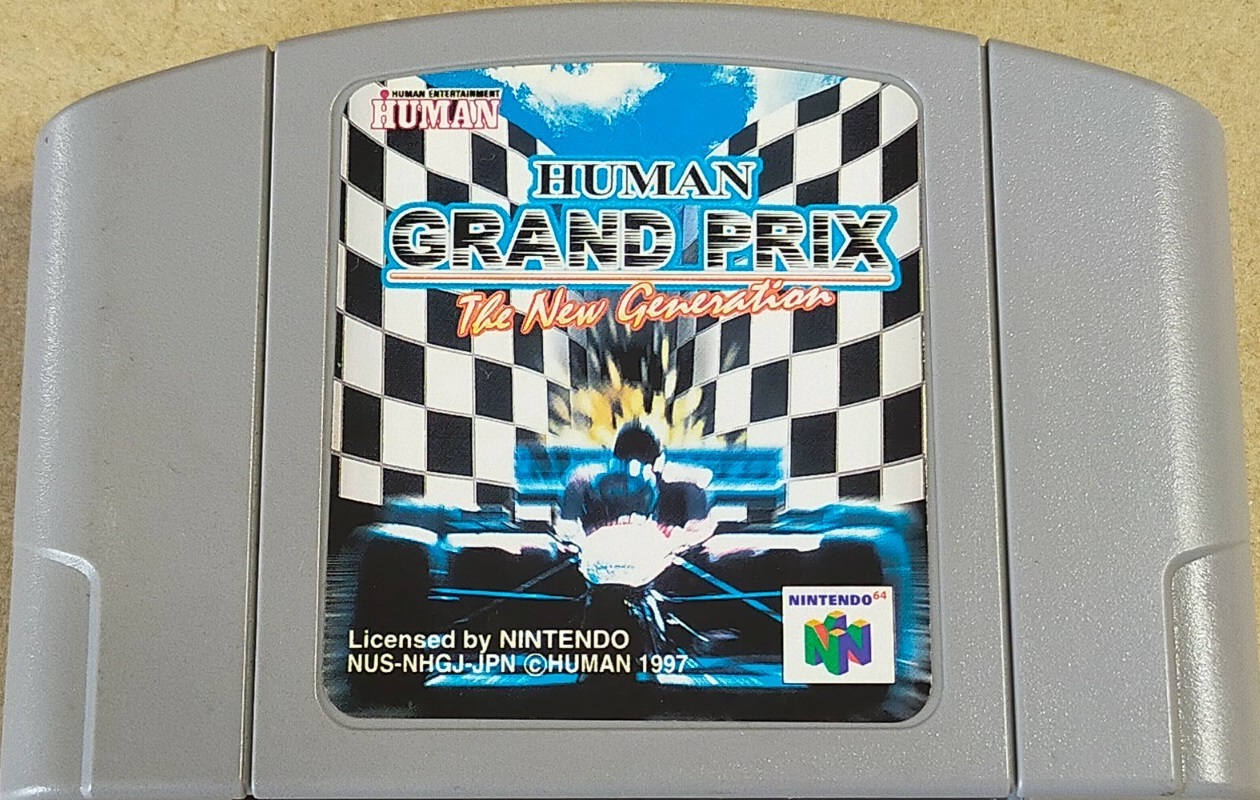 HUMAN ENTERTAINMENT
HUMAN
HUMAN
GRAND PRIX
The New Generation
NINTENDO64
Licensed by NINTENDO
NUS-NHGJ-JPN ©HUMAN 1997